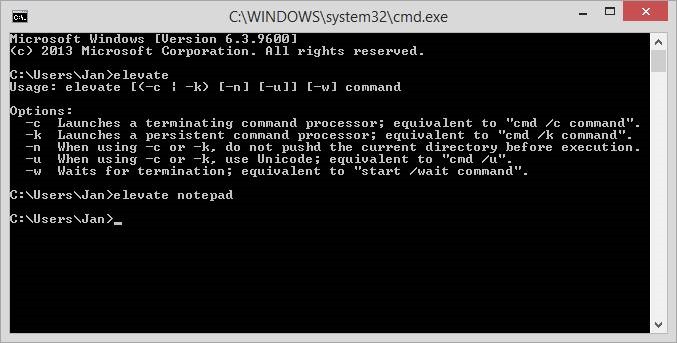 C:\WINDOWS\system32\cmd.exe
Microsoft Windows [Version 6.3.9600]
(c) 2013 Microsoft Corporation. All rights reserved.
C:\Users\Jan>elevate
Usage: elevate [(-c | -k) [-n] [-u]] [-w] command
Options:
-c  Launches a terminating command processor; equivalent to "cmd /c command".
-k  Launches a persistent command processor; equivalent to "cmd /k command".
-n  When using -c or -k, do not pushd the current directory before execution.
-u  When using -c or -k, use Unicode; equivalent to "cmd /u".
-w  Waits for termination; equivalent to "start /wait command".
C:\Users\Jan>elevate notepad
C:\Users\Jan>_